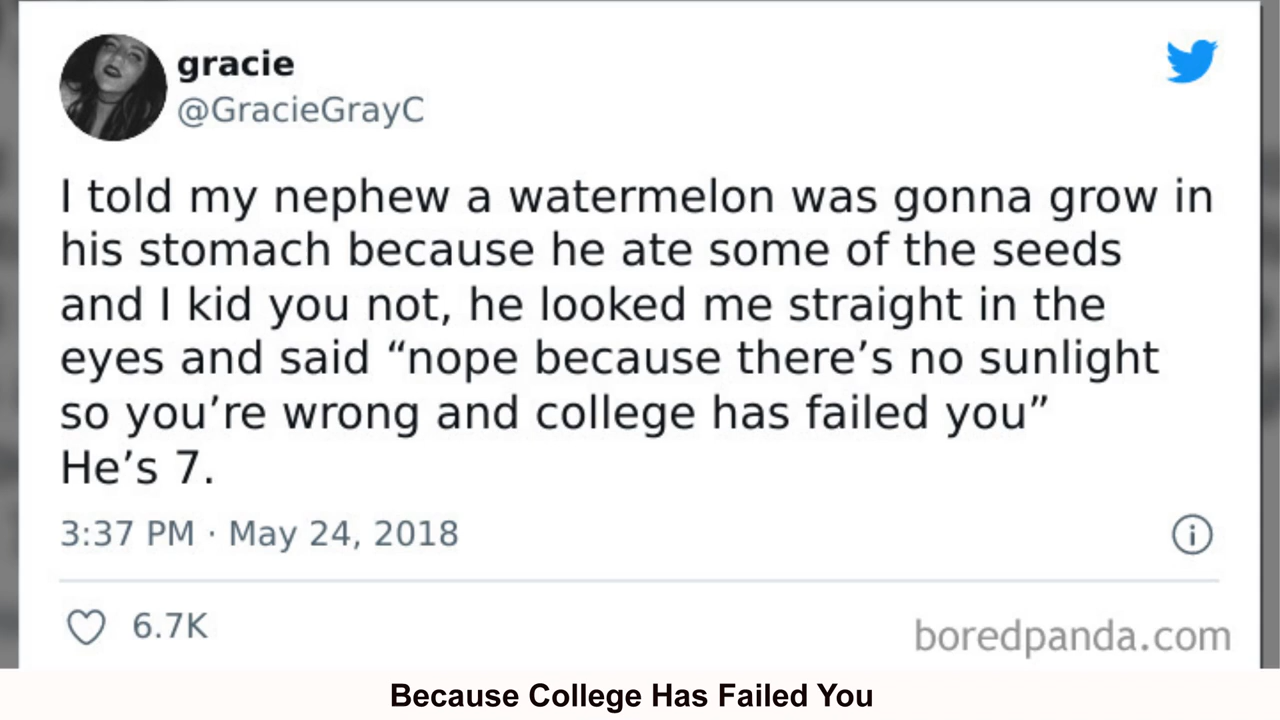 gracie
@GracieGrayC
I told my nephew a watermelon was gonna grow in
his stomach because he ate some of the seeds
and I kid you not, he looked me straight in the
eyes and said “nope because there’s no sunlight
so you’re wrong and college has failed you”
He’s 7.
3:37 PM · May 24, 2018
6.7K
boredpanda.com
Because College Has Failed You